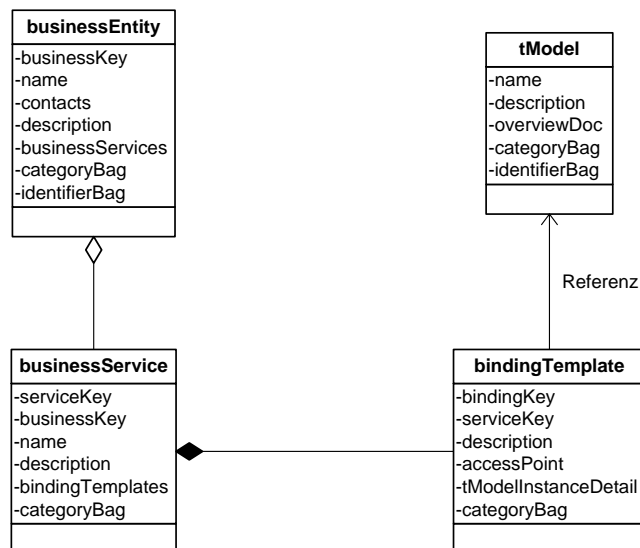 businessEntity
-businessKey
-name
-contacts
-description
-businessServices
-categoryBag
-identifierBag
tModel
-name
-description
-overviewDoc
-categoryBag
-identifierBag
Referenz
businessService
-serviceKey
-businessKey
-name
-description
-bindingTemplates
-categoryBag
bindingTemplate
-bindingKey
-serviceKey
-description
-accessPoint
-tModelInstanceDetail
-categoryBag